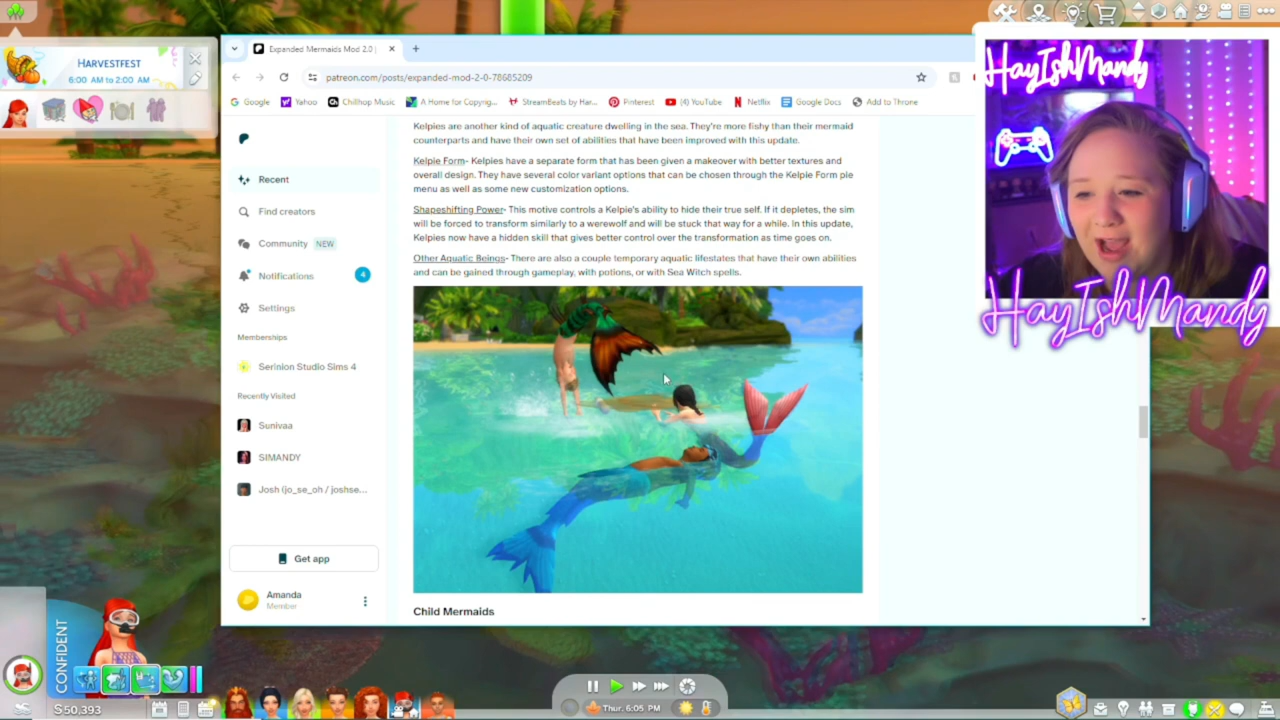 HARVESTFEST
6:00 AM to 2:00 AM
Expanded Mermaids Mod 2.0 |
patreon.com/posts/expanded-mod-2-0-78685209
Google
Yahoo
Chillhop Music
A Home for Copyrig...
StreamBeats by Har...
Pinterest
(4) YouTube
Netflix
Google Docs
Add to Throne
Recent
Find creators
Community NEW
Notifications 4
Settings
Memberships
Serinion Studio Sims 4
Recently Visited
Sunivaa
SIMANDY
Josh (jo_se_oh / joshse...
Get app
Amanda
Member
Kelpies are another kind of aquatic creature dwelling in the sea. They're more fishy than their mermaid
counterparts and have their own set of abilities that have been improved with this update.
Kelpie Form- Kelpies have a separate form that has been given a makeover with better textures and
overall design. They have several color variant options that can be chosen through the Kelpie Form pie
menu as well as some new customization options.
Shapeshifting Power- This motive controls a Kelpie's ability to hide their true self. If it depletes, the sim
will be forced to transform similarly to a werewolf and will be stuck that way for a while. In this update,
Kelpies now have a hidden skill that gives better control over the transformation as time goes on.
Other Aquatic Beings- There are also a couple temporary aquatic lifestates that have their own abilities
and can be gained through gameplay, with potions, or with Sea Witch spells.
Child Mermaids
HayIshMandy
HayIshMandy
CONFIDENT
$50,393
Thur. 6:05 PM